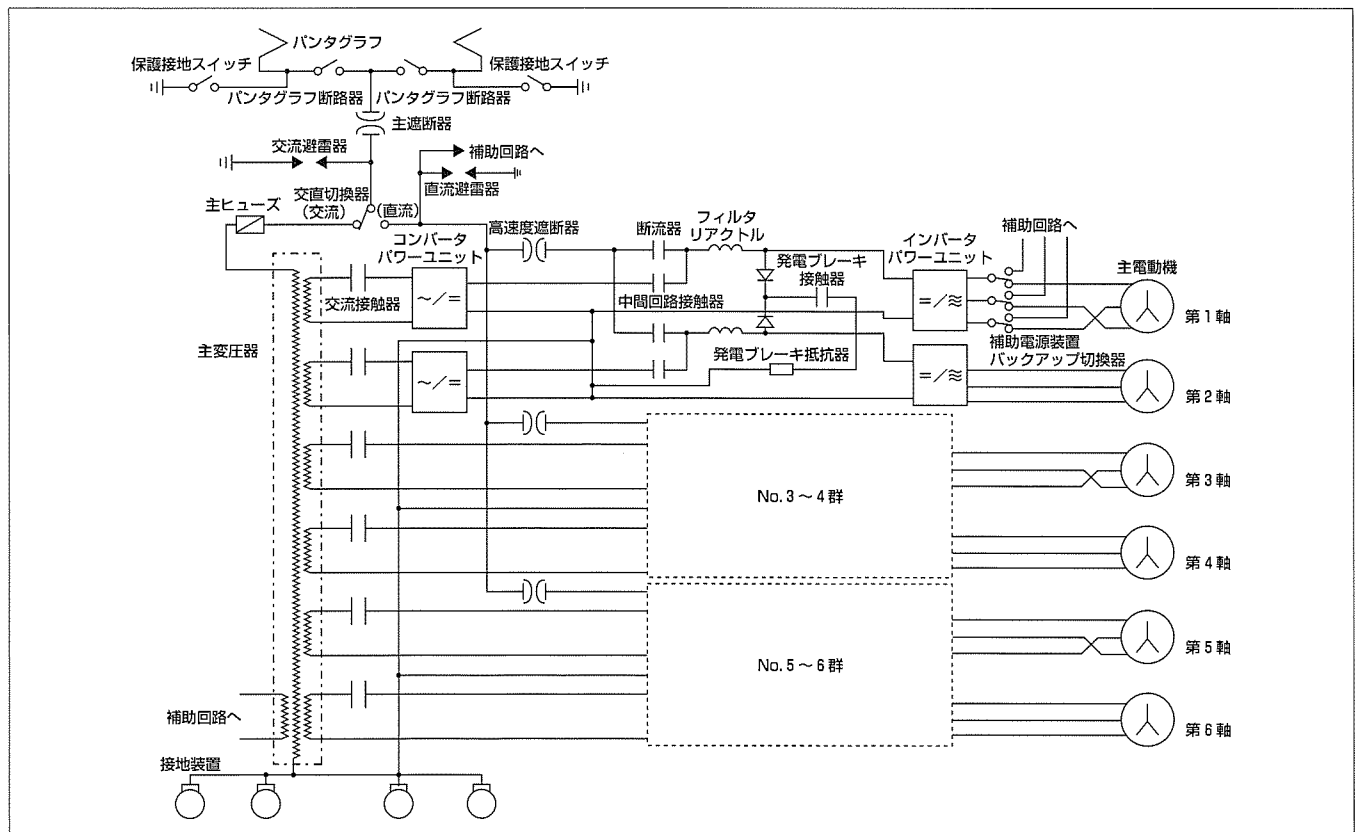 パンタグラフ
保護接地スイッチ
保護接地スイッチ
パンタグラフ断路器
パンタグラフ断路器
主遮断器
交流避雷器
補助回路へ
直流避雷器
主ヒューズ
交直切換器
(交流)
(直流)
高速度遮断器
断流器
フィルタ
リアクトル
補助回路へ
コンバータ
パワーユニット
発電ブレーキ
接触器
インバータ
パワーユニット
主電動機
交流接触器
~/=
中間回路接触器
=/≋
第1軸
主変圧器
発電ブレーキ抵抗器
補助電源装置
バックアップ切換器
~/=
=/≋
第2軸
No.3~4群
第3軸
第4軸
No.5~6群
第5軸
補助回路へ
第6軸
接地装置